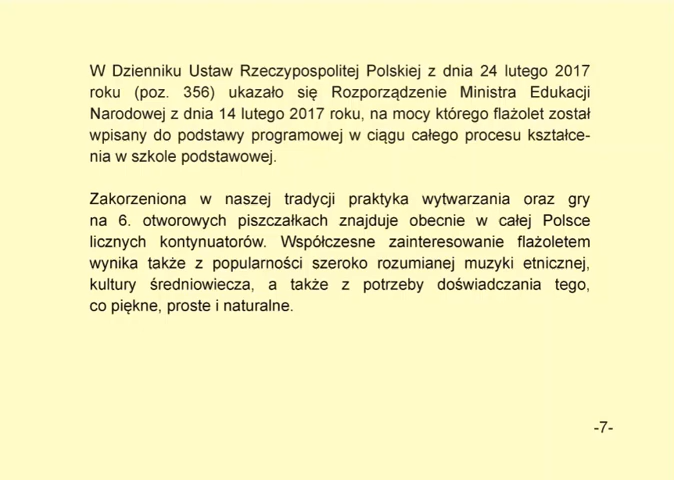 W Dzienniku Ustaw Rzeczypospolitej Polskiej z dnia 24 lutego 2017
roku (poz. 356) ukazało się Rozporządzenie Ministra Edukacji
Narodowej z dnia 14 lutego 2017 roku, na mocy którego flażolet został
wpisany do podstawy programowej w ciągu całego procesu kształce-
nia w szkole podstawowej.
Zakorzeniona w naszej tradycji praktyka wytwarzania oraz gry
na 6. otworowych piszczałkach znajduje obecnie w całej Polsce
licznych kontynuatorów. Współczesne zainteresowanie flażoletem
wynika także z popularności szeroko rozumianej muzyki etnicznej,
kultury średniowiecza, a także z potrzeby doświadczania tego,
co piękne, proste i naturalne.
-7-